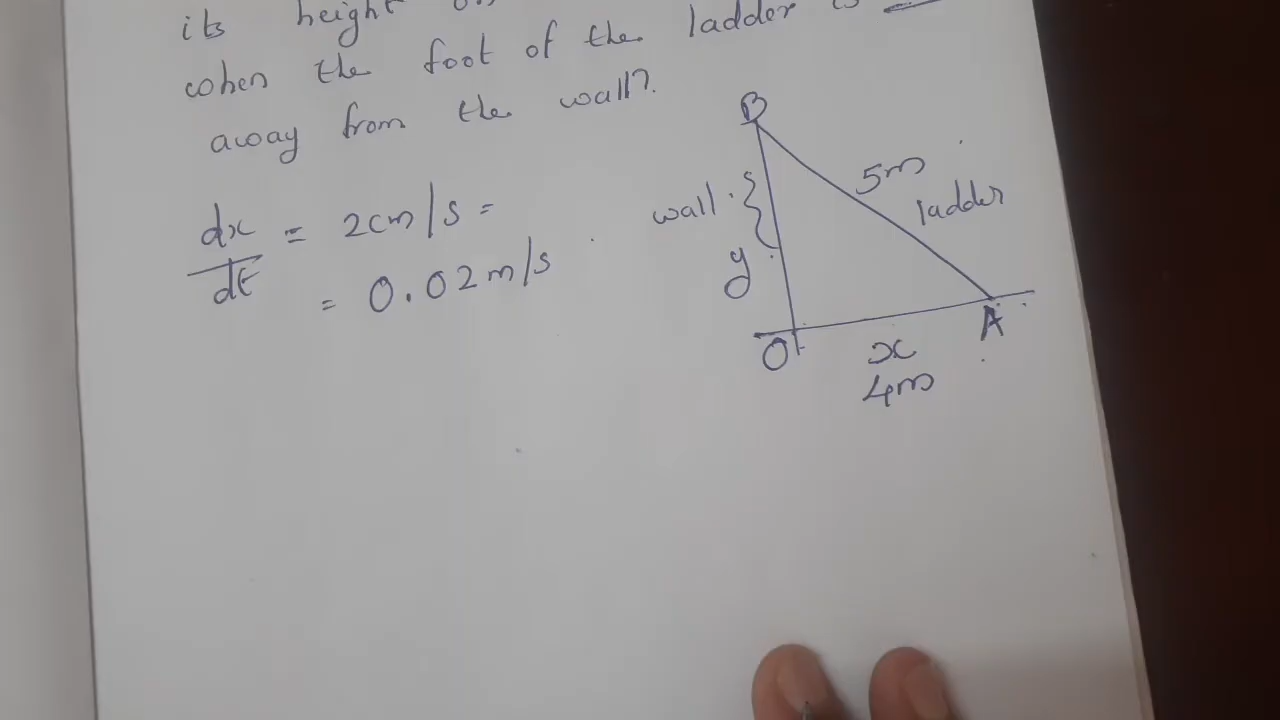 its height
when the foot of the ladder is
away from the wall?
dx/dt = 2cm/s =
= 0.02m/s
B
5m
ladder
wall
y
O
A
x
4m